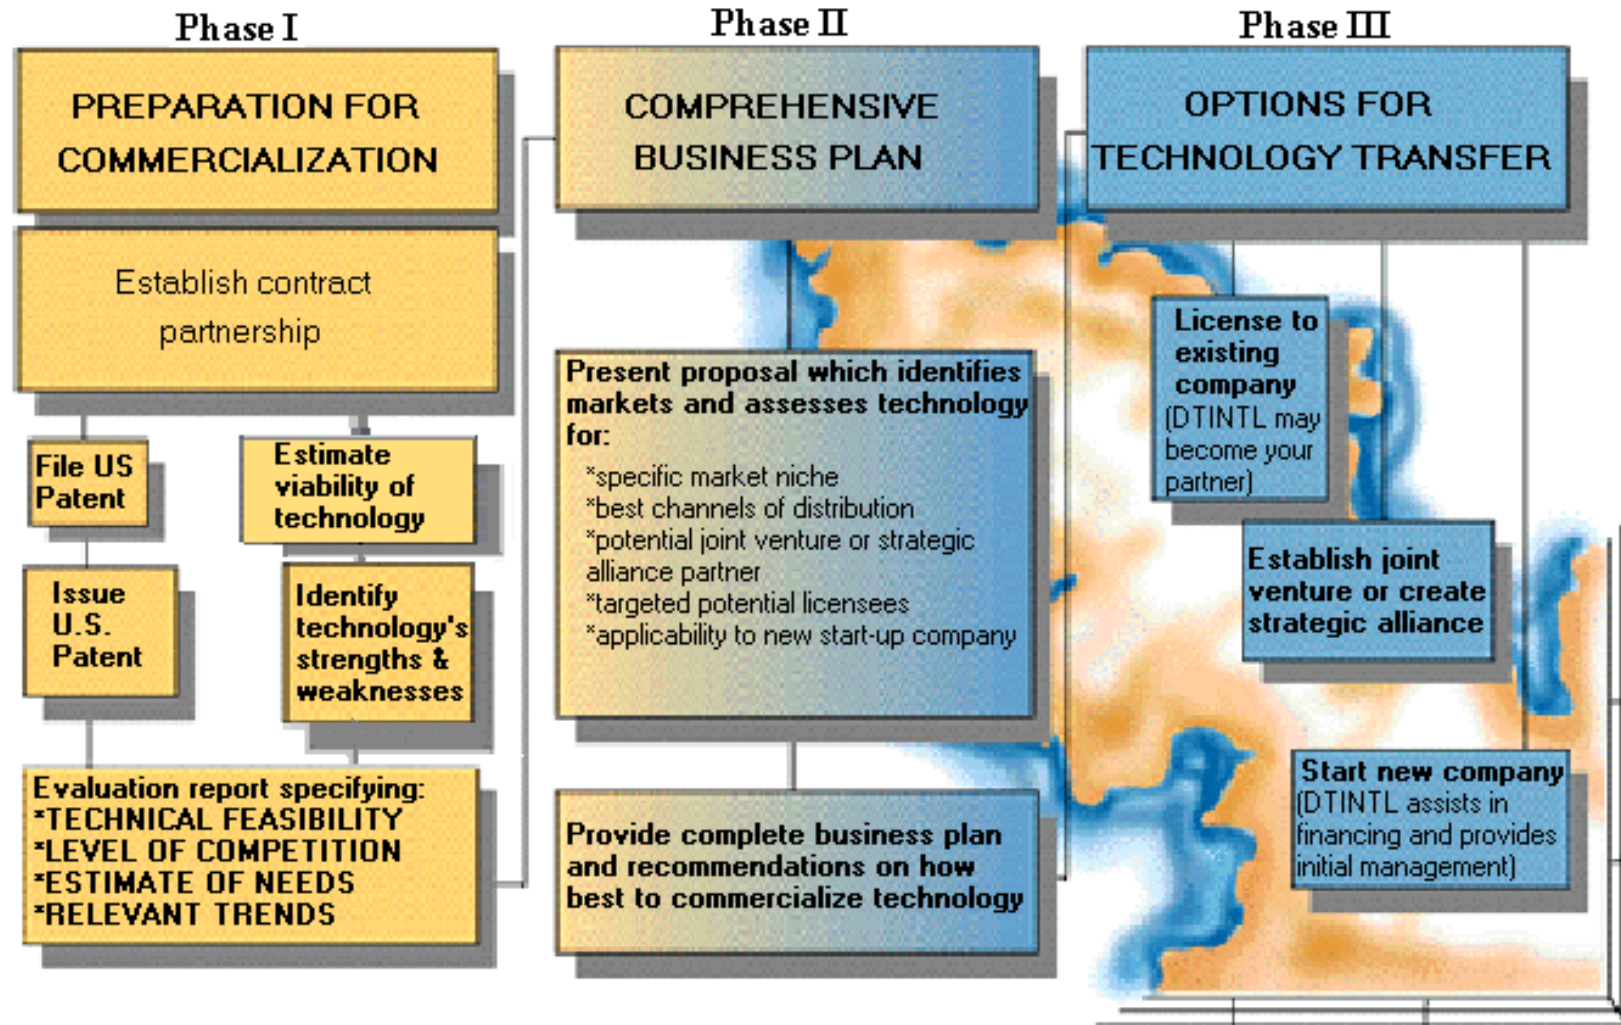 Phase I
PREPARATION FOR
COMMERCIALIZATION
Establish contract
partnership
File US
Patent
Issue
U.S.
Patent
Estimate
viability of
technology
Identify
technology's
strengths &
weaknesses
Evaluation report specifying:
*TECHNICAL FEASIBILITY
*LEVEL OF COMPETITION
*ESTIMATE OF NEEDS
*RELEVANT TRENDS
Phase II
COMPREHENSIVE
BUSINESS PLAN
Present proposal which identifies
markets and assesses technology
for:
*specific market niche
*best channels of distribution
*potential joint venture or strategic
alliance partner
*targeted potential licensees
*applicability to new start-up company
Provide complete business plan
and recommendations on how
best to commercialize technology
Phase III
OPTIONS FOR
TECHNOLOGY TRANSFER
License to
existing
company
(DTINTL may
become your
partner)
Establish joint
venture or create
strategic alliance
Start new company
(DTINTL assists in
financing and provides
initial management)